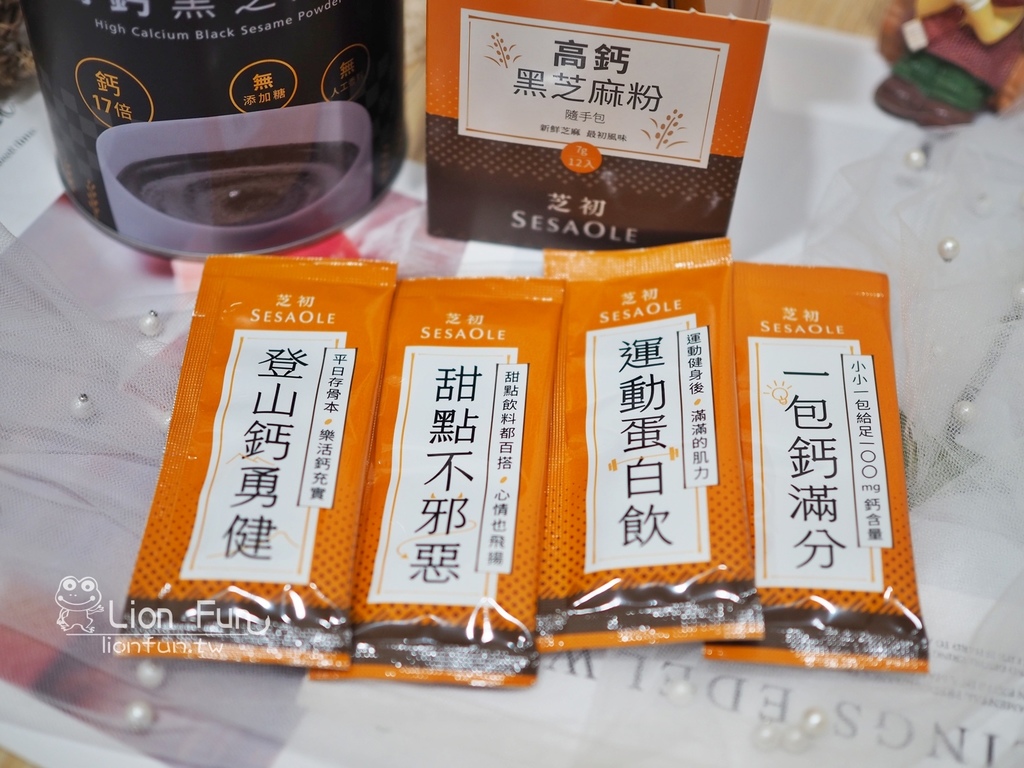 High Calcium Black Sesame Powder
鈣
17倍
無
添加糖
無
人工
高鈣
黑芝麻粉
隨手包
新鮮芝麻 最初風味
7g
12入
芝初
SESAOLE
芝初
SESAOLE
登山鈣勇健
平日存骨本•樂活鈣充實
芝初
SESAOLE
甜點不邪惡
甜點飲料都百搭•心情也飛揚
芝初
SESAOLE
運動蛋白飲
運動健身後•滿滿的肌力
芝初
SESAOLE
一包鈣滿分
小小一包給足一〇〇mg鈣含量
Lion Fun
lionfun.tw